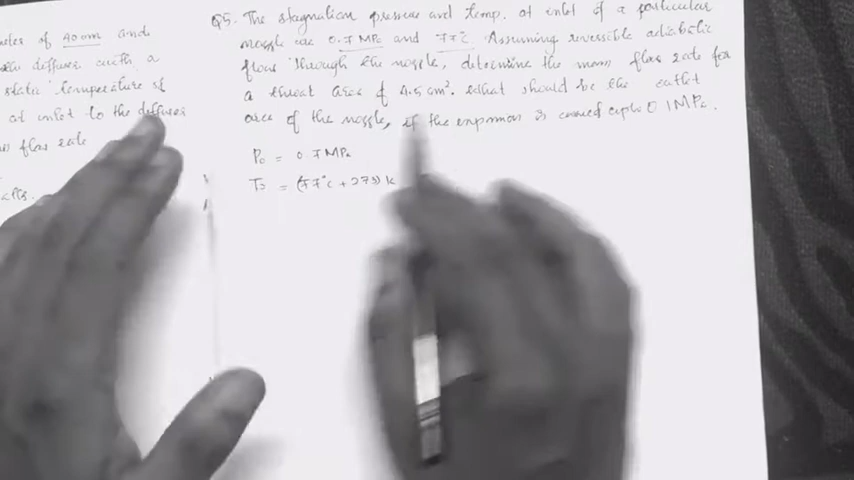 eter of 40 cm and
diffuser with a
static temperature of
at inlet to the diffuser
flow rate
Q5. The stagnation pressure and temp. at inlet of a particular
nozzle are 0.7 MPa and 77°C Assuming reversible adiabatic
flow through the nozzle, determine the mass flow rate for
a throat area of 4.5 cm². What should be the outlet
area of the nozzle, if the expansion is carried upto 0.1 MPa.
P₀ = 0.7 MPa
T₀ = (77°C + 273) K